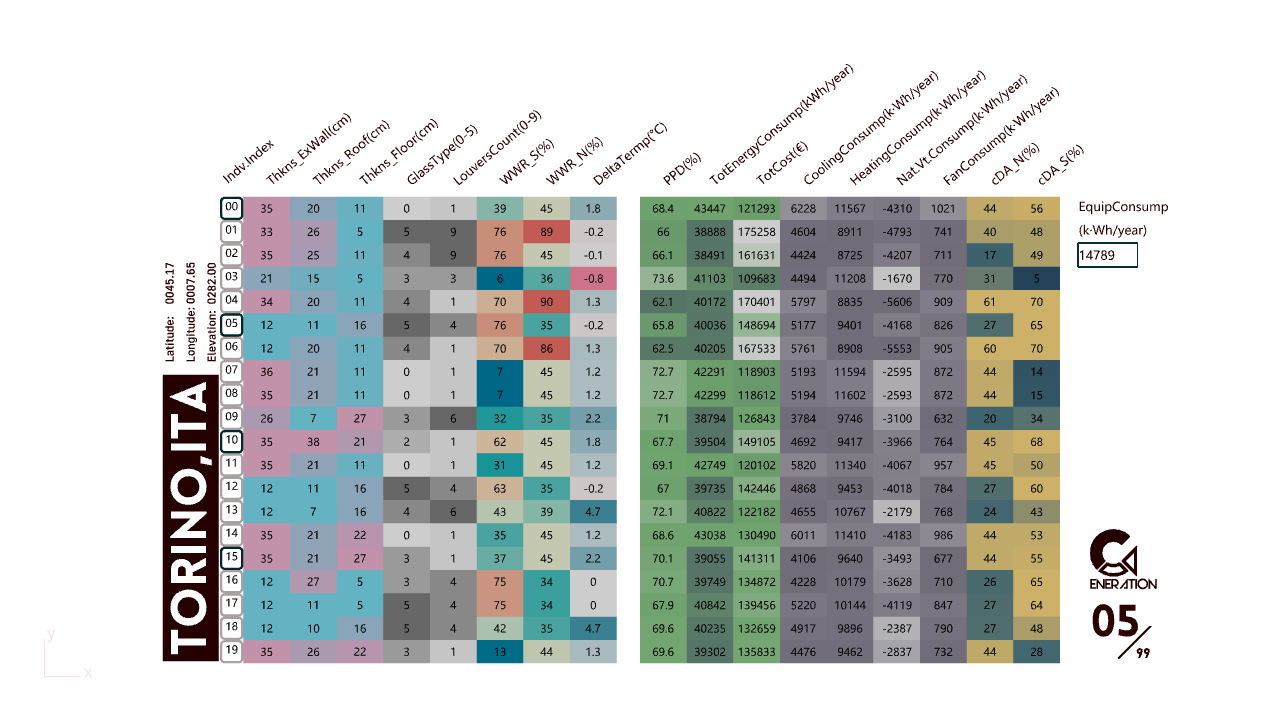 Indv.Index Thkns_ExWall(cm) Thkns_Roof(cm) Thkns_Floor(cm) GlassType(0-5) LouversCount(0-9) WWR_S(%) WWR_N(%) DeltaTermp(°C) PPD(%) TotEnergyConsump(kWh/year) TotCost(€) CoolingConsump(k·Wh/year) HeatingConsump(k·Wh/year) Nat.Vt.Consump(k·Wh/year) FanConsump(k·Wh/year) cDA_N(%) cDA_S(%)
00 35 20 11 0 1 39 45 1.8 68.4 43447 121293 6228 11567 -4310 1021 44 56
01 33 26 5 5 9 76 89 -0.2 66 38888 175258 4604 8911 -4793 741 40 48
02 35 25 11 4 9 76 45 -0.1 66.1 38491 161631 4424 8725 -4207 711 17 49
03 21 15 5 3 3 6 36 -0.8 73.6 41103 109683 4494 11208 -1670 770 31 5
04 34 20 11 4 1 70 90 1.3 62.1 40172 170401 5797 8835 -5606 909 61 70
05 12 11 16 5 4 76 35 -0.2 65.8 40036 148694 5177 9401 -4168 826 27 65
06 12 20 11 4 1 70 86 1.3 62.5 40205 167533 5761 8908 -5553 905 60 70
07 36 21 11 0 1 7 45 1.2 72.7 42291 118903 5193 11594 -2595 872 44 14
08 35 21 11 0 1 7 45 1.2 72.7 42299 118612 5194 11602 -2593 872 44 15
09 26 7 27 3 6 32 35 2.2 71 38794 126843 3784 9746 -3100 632 20 34
10 35 38 21 2 1 62 45 1.8 67.7 39504 149105 4692 9417 -3966 764 45 68
11 35 21 11 0 1 31 45 1.2 69.1 42749 120102 5820 11340 -4067 957 45 50
12 12 11 16 5 4 63 35 -0.2 67 39735 142446 4868 9453 -4018 784 27 60
13 12 7 16 4 6 43 39 4.7 72.1 40822 122182 4655 10767 -2179 768 24 43
14 35 21 22 0 1 35 45 1.2 68.6 43038 130490 6011 11410 -4183 986 44 53
15 35 21 27 3 1 37 45 2.2 70.1 39055 141311 4106 9640 -3493 677 44 55
16 12 27 5 3 4 75 34 0 70.7 39749 134872 4228 10179 -3628 710 26 65
17 12 11 5 5 4 75 34 0 67.9 40842 139456 5220 10144 -4119 847 27 64
18 12 10 16 5 4 42 35 4.7 69.6 40235 132659 4917 9896 -2387 790 27 48
19 35 26 22 3 1 13 44 1.3 69.6 39302 135833 4476 9462 -2837 732 44 28
Latitude: 0045.17
Longitude: 0007.65
Elevation: 0282.00
TORINO,ITA
EquipConsump
(k·Wh/year)
14789
ENERATION
05/99
y
x